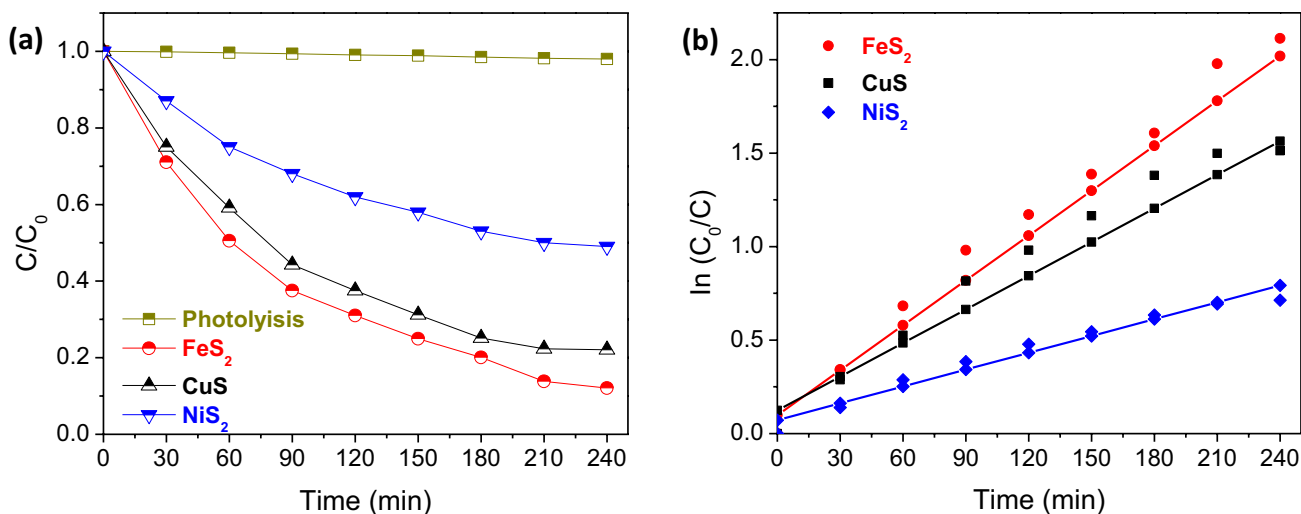 (a)
1.0
0.8
0.6
0.4
0.2
0.0
C/C₀
Photolyisis
FeS₂
CuS
NiS₂
0 30 60 90 120 150 180 210 240
Time (min)
(b)
2.0
1.5
1.0
0.5
0.0
ln (C₀/C)
FeS₂
CuS
NiS₂
0 30 60 90 120 150 180 210 240
Time (min)